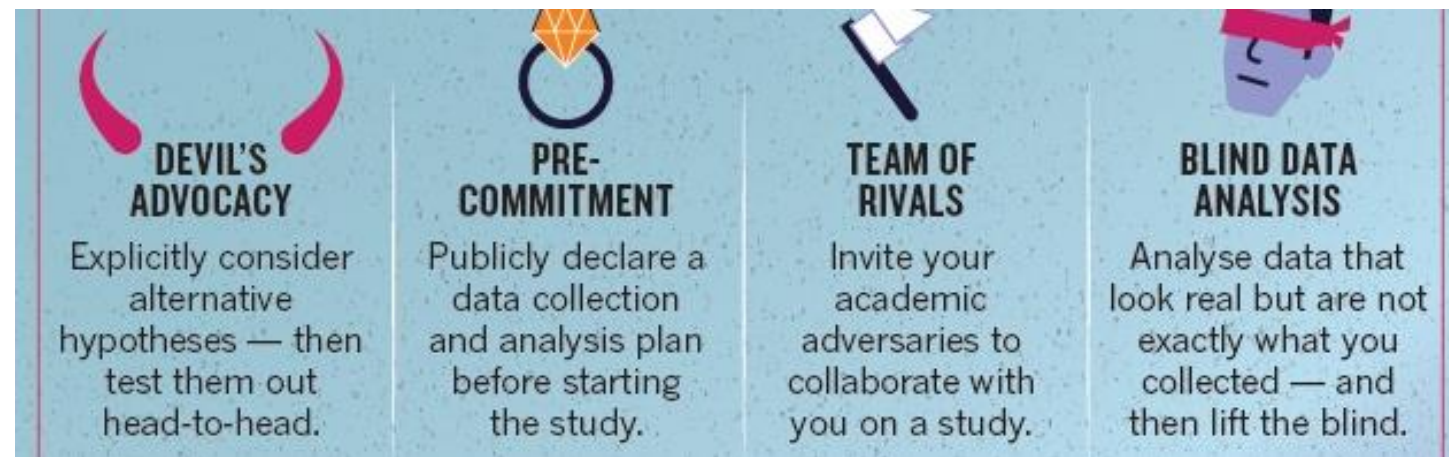 DEVIL'S
ADVOCACY
Explicitly consider
alternative
hypotheses — then
test them out
head-to-head.
PRE-
COMMITMENT
Publicly declare a
data collection
and analysis plan
before starting
the study.
TEAM OF
RIVALS
Invite your
academic
adversaries to
collaborate with
you on a study.
BLIND DATA
ANALYSIS
Analyse data that
look real but are not
exactly what you
collected — and
then lift the blind.